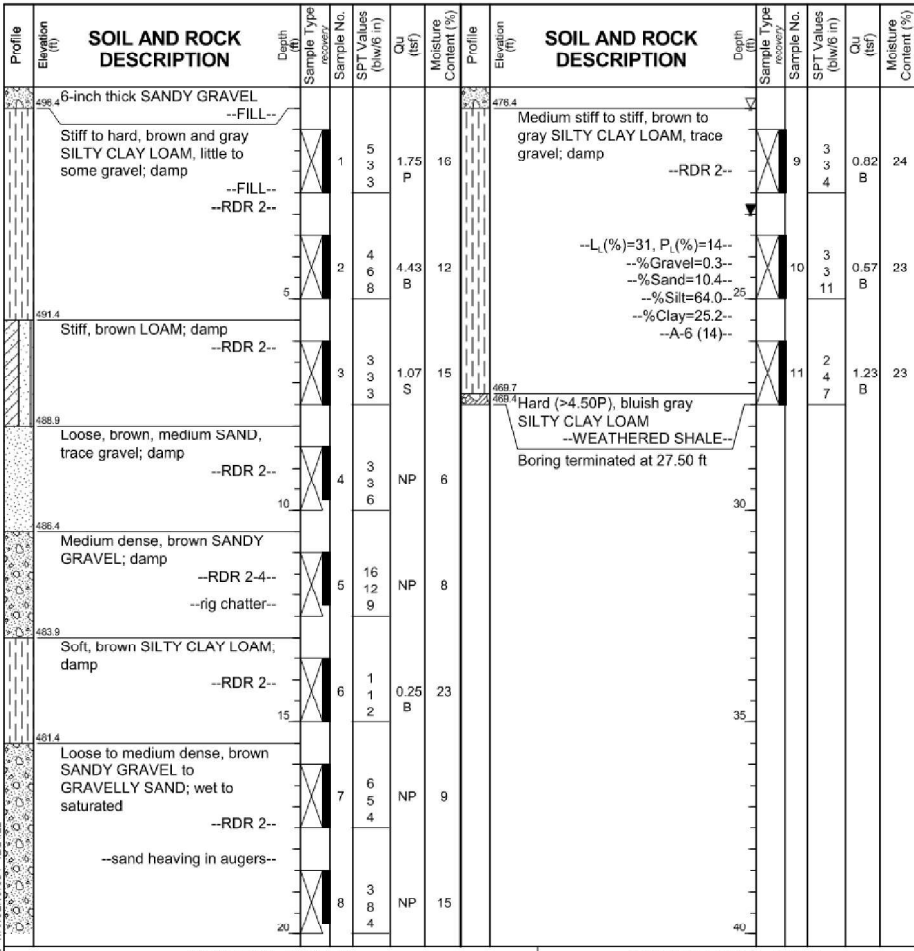 Profile
Elevation
(ft)
SOIL AND ROCK
DESCRIPTION
Depth
(ft)
Sample Type
recovery
Sample No.
SPT Values
(blw/6 in)
Qu
(tsf)
Moisture
Content (%)
496.4
6-inch thick SANDY GRAVEL
--FILL--
Stiff to hard, brown and gray
SILTY CLAY LOAM, little to
some gravel; damp
--FILL--
--RDR 2--
1
5
3
3
1.75
P
16
2
4
6
8
4.43
B
12
5
491.4
Stiff, brown LOAM; damp
--RDR 2--
3
3
3
3
1.07
S
15
488.9
Loose, brown, medium SAND,
trace gravel; damp
--RDR 2--
4
3
3
6
NP
6
10
486.4
Medium dense, brown SANDY
GRAVEL; damp
--RDR 2-4--
--rig chatter--
5
16
12
9
NP
8
483.9
Soft, brown SILTY CLAY LOAM,
damp
--RDR 2--
6
1
1
2
0.25
B
23
15
481.4
Loose to medium dense, brown
SANDY GRAVEL to
GRAVELLY SAND; wet to
saturated
--RDR 2--
--sand heaving in augers--
7
6
5
4
NP
9
8
3
8
4
NP
15
20
Profile
Elevation
(ft)
SOIL AND ROCK
DESCRIPTION
Depth
(ft)
Sample Type
recovery
Sample No.
SPT Values
(blw/6 in)
Qu
(tsf)
Moisture
Content (%)
476.4
Medium stiff to stiff, brown to
gray SILTY CLAY LOAM, trace
gravel; damp
--RDR 2--
9
3
3
4
0.82
B
24
--LL(%)=31, PL(%)=14--
--%Gravel=0.3--
--%Sand=10.4--
--%Silt=64.0--
--%Clay=25.2--
--A-6 (14)--
25
10
3
3
11
0.57
B
23
11
2
4
7
1.23
B
23
469.7
469.4
Hard (>4.50P), bluish gray
SILTY CLAY LOAM
--WEATHERED SHALE--
Boring terminated at 27.50 ft
30
35
40